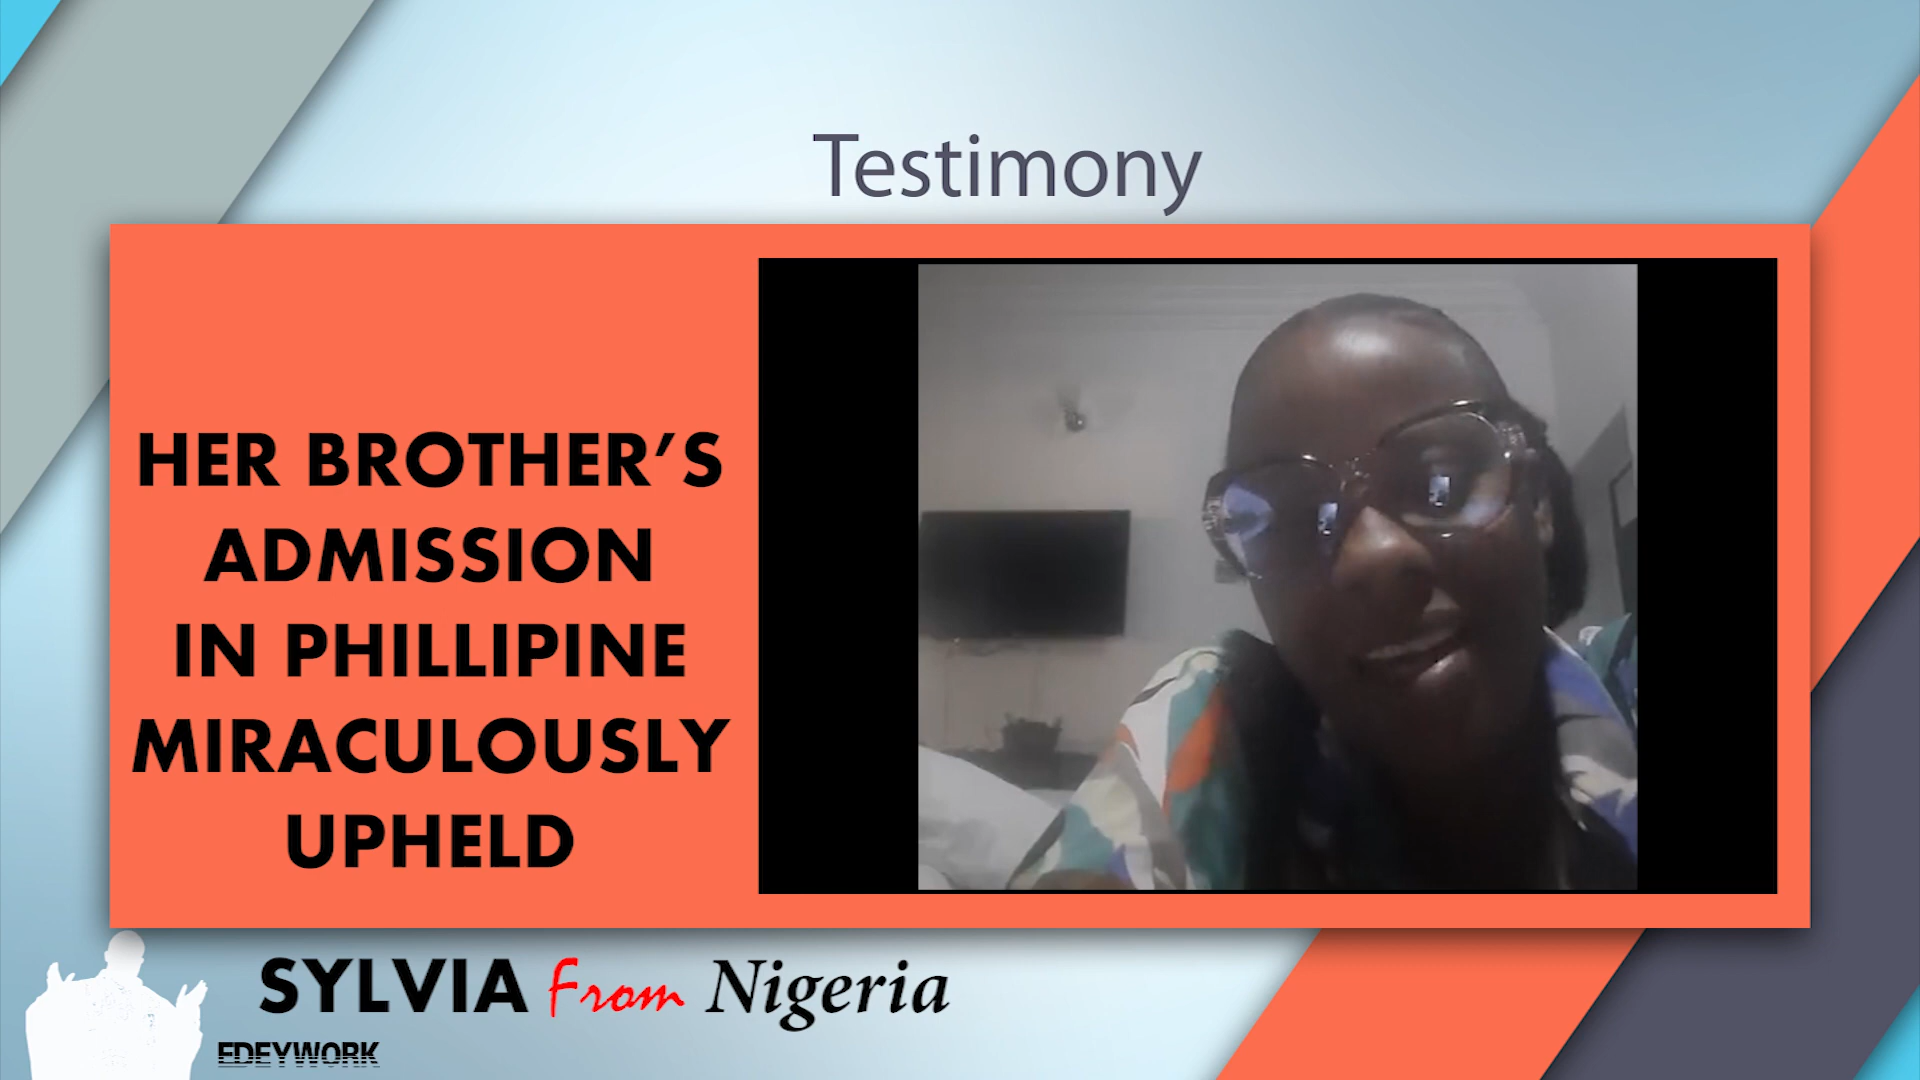 Testimony
HER BROTHER’S
ADMISSION
IN PHILLIPINE
MIRACULOUSLY
UPHELD
SYLVIA From Nigeria
EDEYWORK